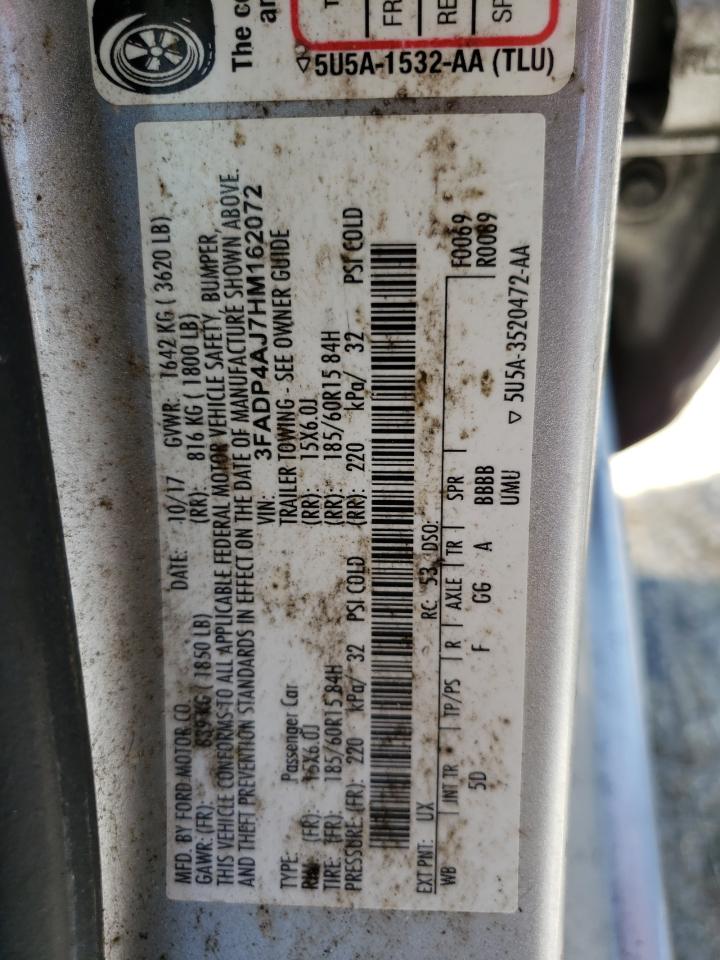 The co
an
FR
RE
SP
▽5U5A-1532-AA (TLU)
MFD. BY FORD MOTOR CO. DATE: 10/17 GVWR: 1642 KG ( 3620 LB)
GAWR: (FR): 839 KG ( 1850 LB) (RR): 816 KG ( 1800 LB)
THIS VEHICLE CONFORMS TO ALL APPLICABLE FEDERAL MOTOR VEHICLE SAFETY, BUMPER,
AND THEFT PREVENTION STANDARDS IN EFFECT ON THE DATE OF MANUFACTURE SHOWN ABOVE.
VIN: 3FADP4AJ7HM162072
TYPE: Passenger Car TRAILER TOWING - SEE OWNER GUIDE
RIM: (FR): 15X6.0J (RR): 15X6.0J
TIRE: (FR): 185/60R15 84H (RR): 185/60R15 84H
PRESSURE: (FR): 220 kPa/ 32 PSI COLD (RR): 220 kPa/ 32 PSI COLD
EXT PNT: UX RC: 53 DSO: F0069
WB INT TR TP/PS R AXLE TR SPR R0089
5D F GG A BBBB
UMU
▽ 5U5A-3520472-AA